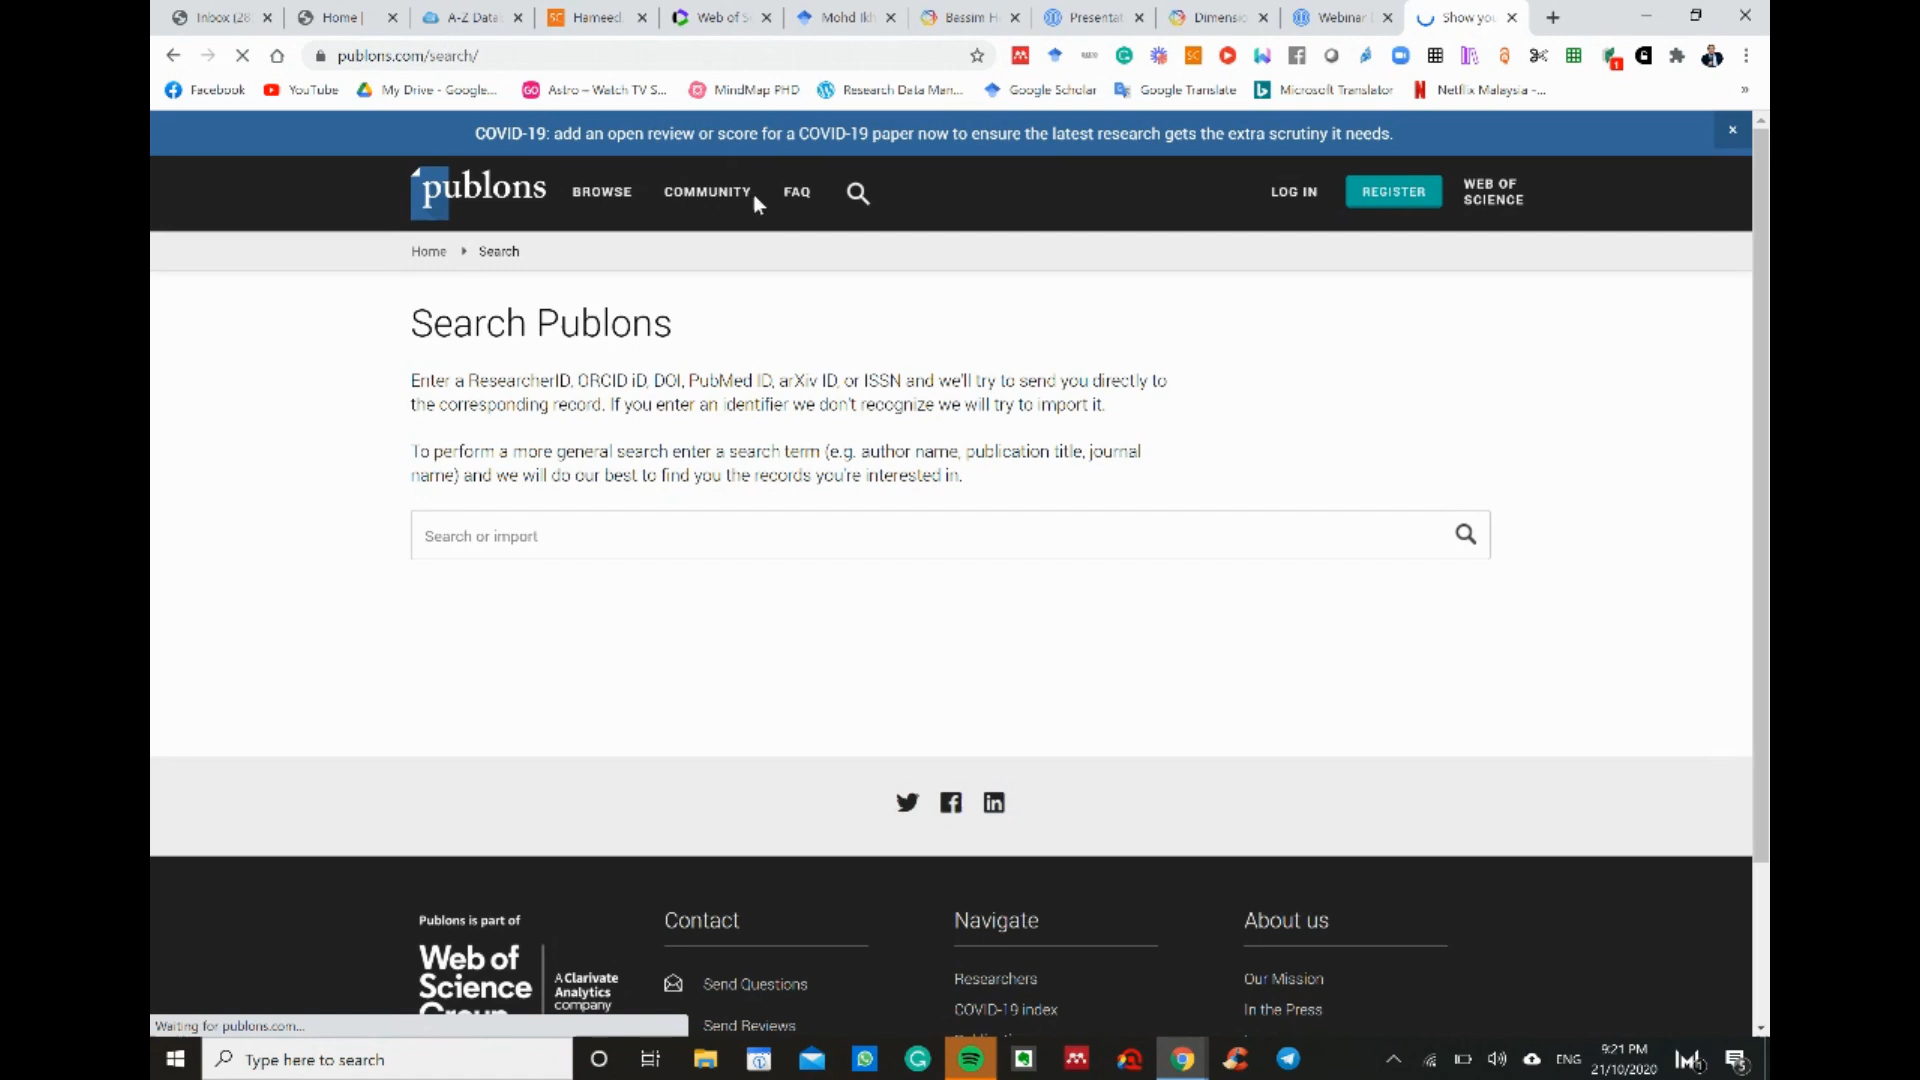 Inbox (28
Home |
A-Z Data
Hameed
Web of S
Mohd Ikh
Bassim H
Presentat
Dimensio
Webinar
Show you
publons.com/search/
Facebook
YouTube
My Drive - Google...
Astro – Watch TV S...
MindMap PHD
Research Data Man...
Google Scholar
Google Translate
Microsoft Translator
Netflix Malaysia -...
»
COVID-19: add an open review or score for a COVID-19 paper now to ensure the latest research gets the extra scrutiny it needs.
publons
BROWSE
COMMUNITY
FAQ
LOG IN
REGISTER
WEB OF
SCIENCE
Home
Search
Search Publons
Enter a ResearcherID, ORCID iD, DOI, PubMed ID, arXiv ID, or ISSN and we'll try to send you directly to
the corresponding record. If you enter an identifier we don't recognize we will try to import it.
To perform a more general search enter a search term (e.g. author name, publication title, journal
name) and we will do our best to find you the records you're interested in.
Search or import
Publons is part of
Web of
Science
Group
A Clarivate
Analytics
company
Contact
Send Questions
Send Reviews
Navigate
Researchers
COVID-19 index
About us
Our Mission
In the Press
Waiting for publons.com...
Type here to search
ENG
9:21 PM
21/10/2020